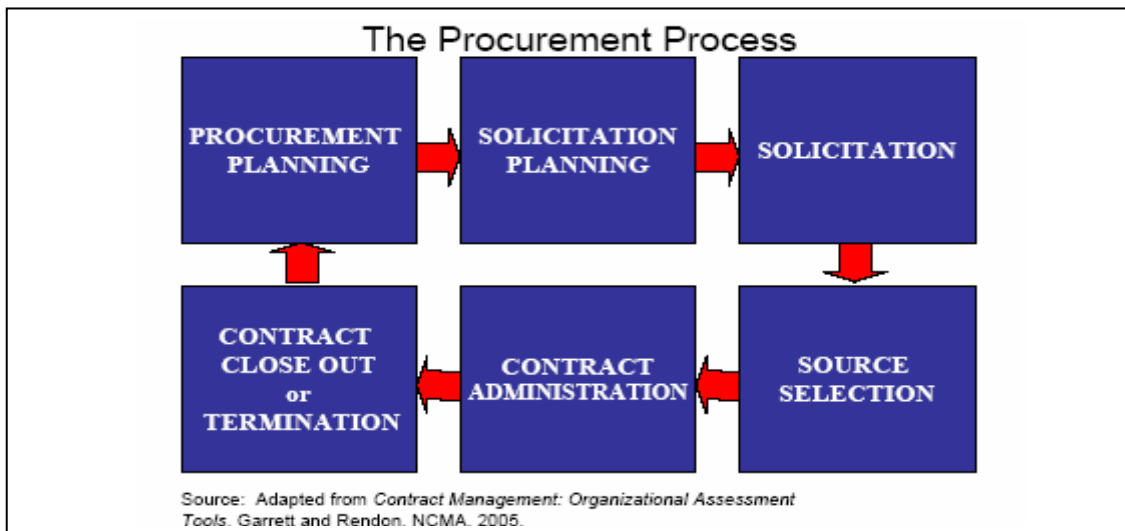 The Procurement Process
PROCUREMENT
PLANNING
SOLICITATION
PLANNING
SOLICITATION
SOURCE
SELECTION
CONTRACT
ADMINISTRATION
CONTRACT
CLOSE OUT
or
TERMINATION
Source: Adapted from Contract Management: Organizational Assessment
Tools, Garrett and Rendon, NCMA, 2005.